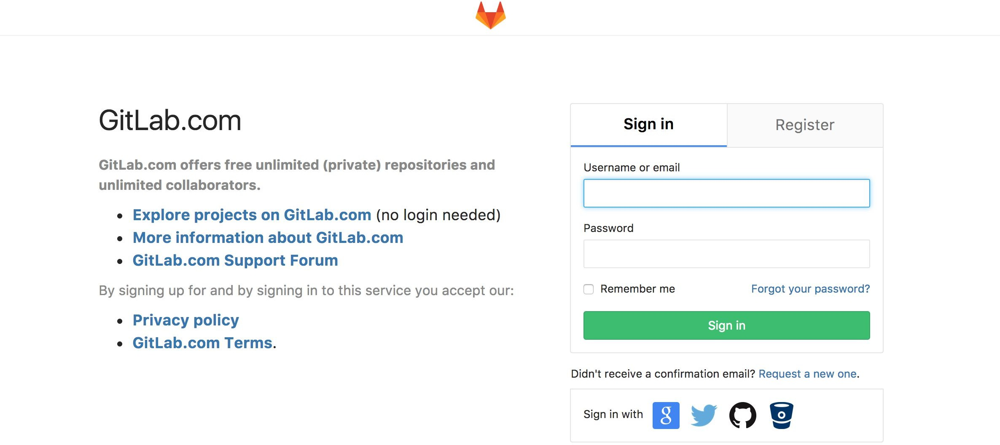 GitLab.com
GitLab.com offers free unlimited (private) repositories and
unlimited collaborators.
• Explore projects on GitLab.com (no login needed)
• More information about GitLab.com
• GitLab.com Support Forum
By signing up for and by signing in to this service you accept our:
• Privacy policy
• GitLab.com Terms.
Sign in
Register
Username or email
Password
Remember me
Forgot your password?
Sign in
Didn't receive a confirmation email? Request a new one.
Sign in with
g